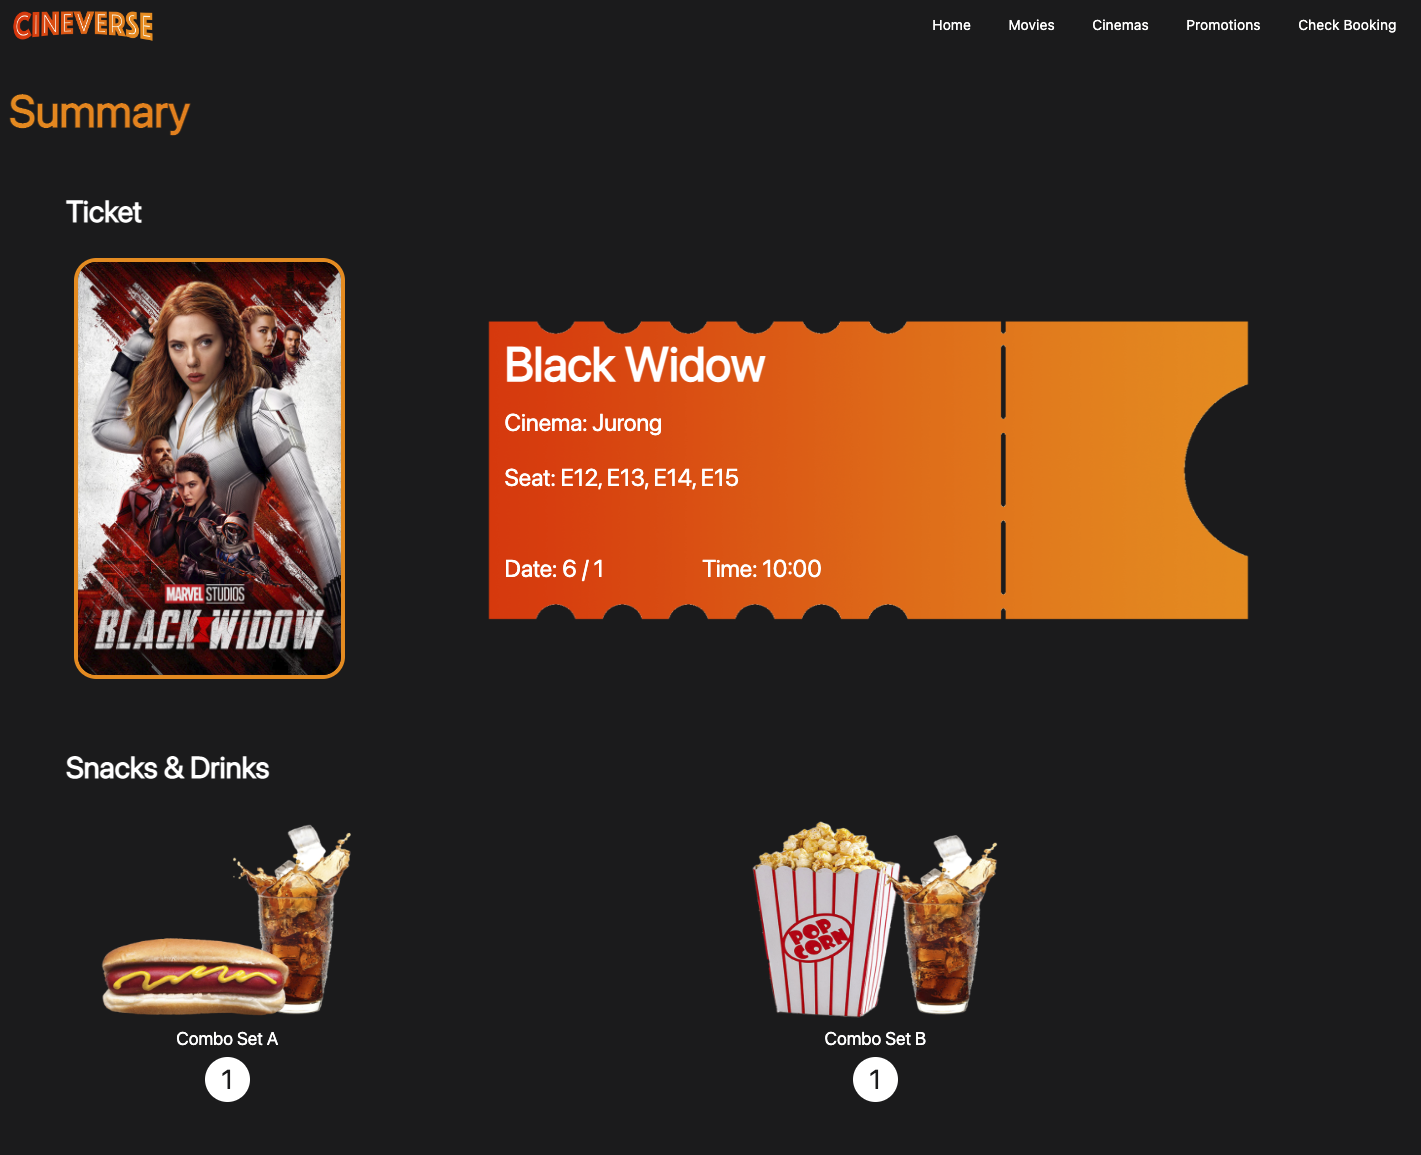 CINEVERSE
Home Movies Cinemas Promotions Check Booking
Summary
Ticket
MARVEL STUDIOS
BLACK WIDOW
Black Widow
Cinema: Jurong
Seat: E12, E13, E14, E15
Date: 6 / 1 Time: 10:00
Snacks & Drinks
POP
CORN
Combo Set A
1
Combo Set B
1